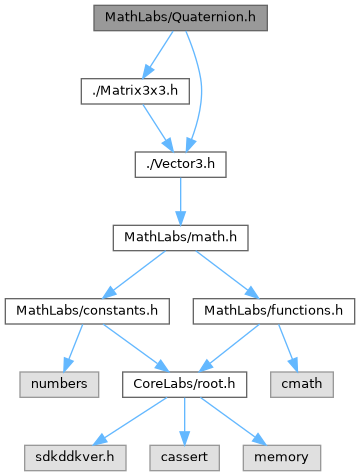 MathLabs/Quaternion.h
./Matrix3x3.h
./Vector3.h
MathLabs/math.h
MathLabs/constants.h
MathLabs/functions.h
numbers
CoreLabs/root.h
cmath
sdkddkver.h
cassert
memory